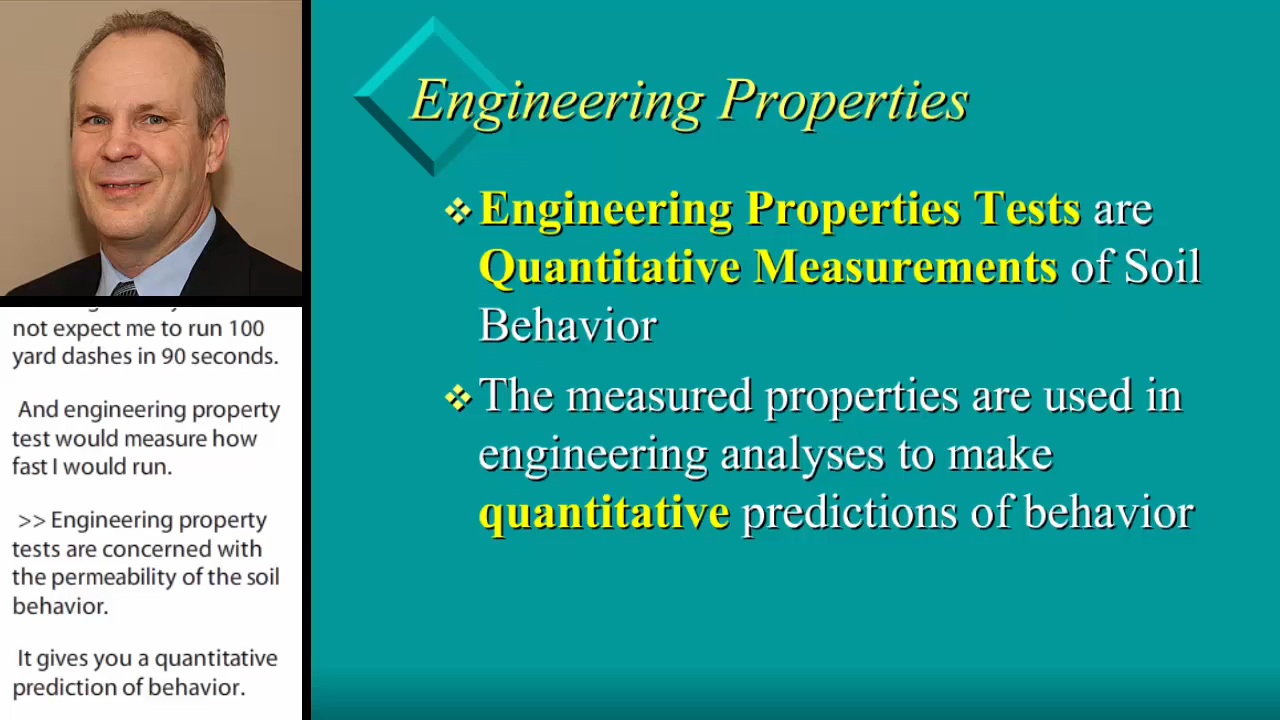 not expect me to run 100
yard dashes in 90 seconds.
And engineering property
test would measure how
fast I would run.
>> Engineering property
tests are concerned with
the permeability of the soil
behavior.
It gives you a quantitative
prediction of behavior.
Engineering Properties
Engineering Properties Tests are
Quantitative Measurements of Soil
Behavior
The measured properties are used in
engineering analyses to make
quantitative predictions of behavior